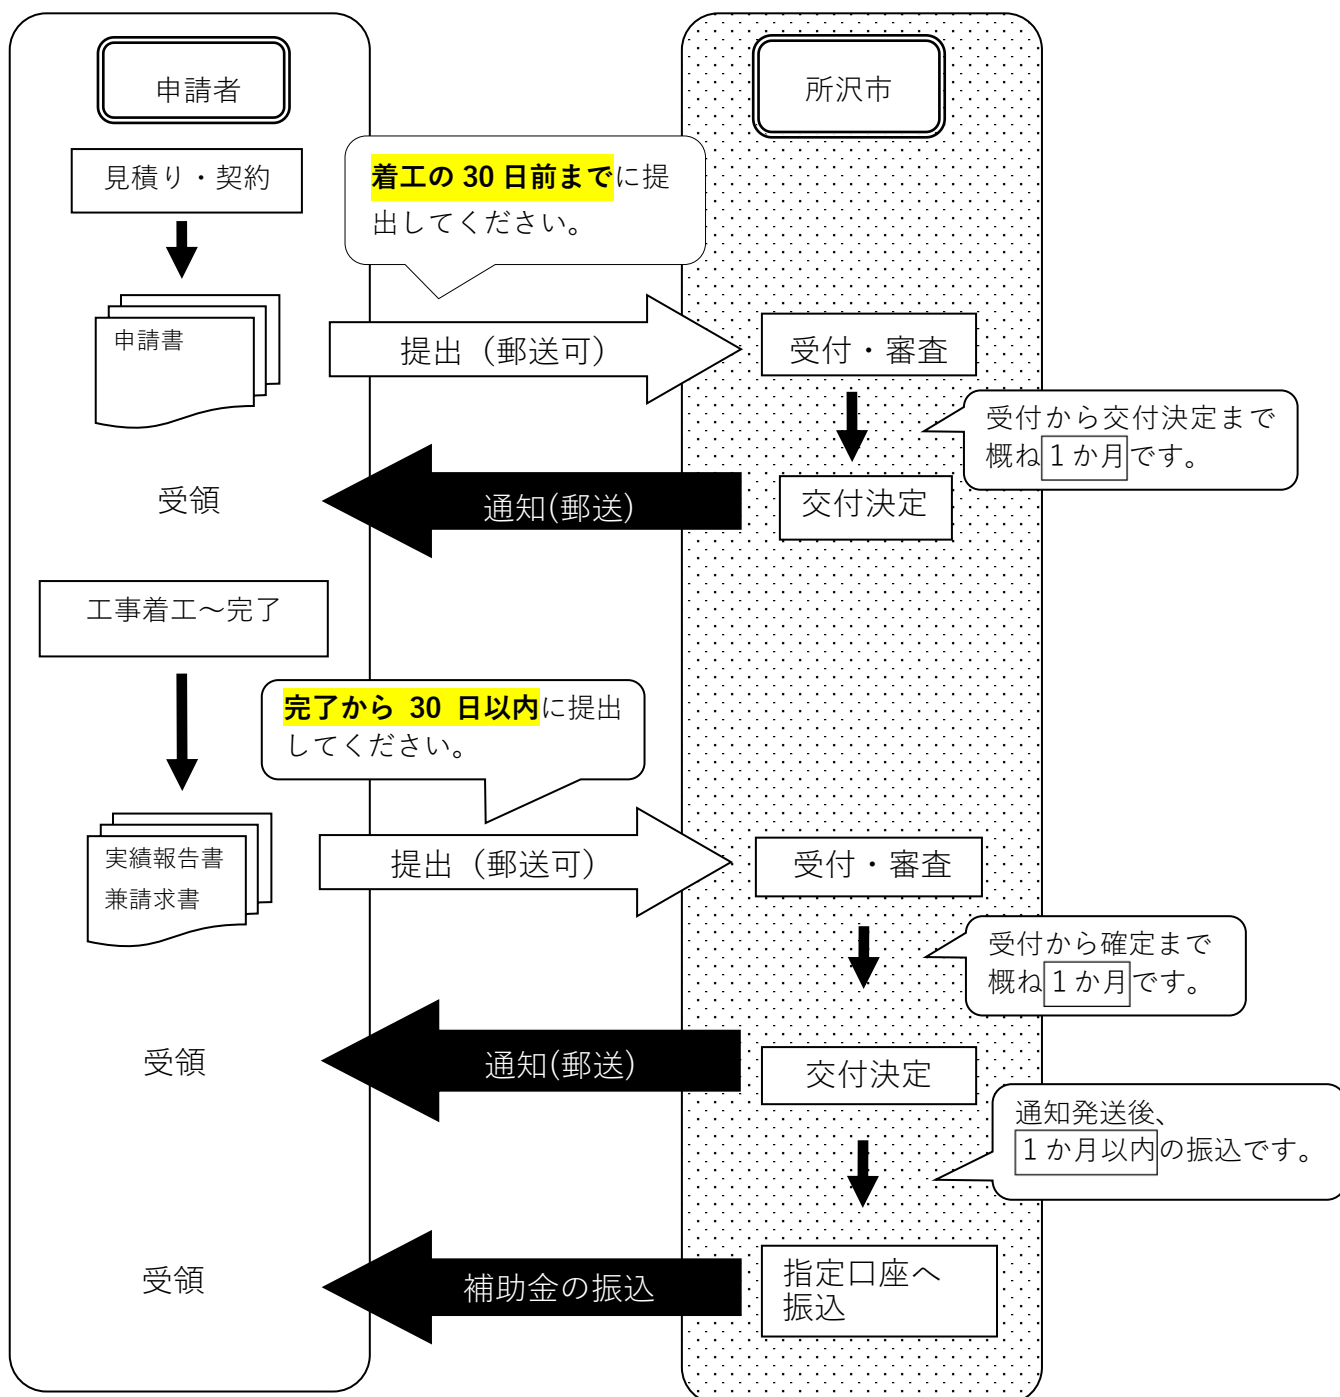 申請者
所沢市
見積り・契約
着工の 30 日前までに提
出してください。
申請書
提出（郵送可）
受付・審査
受付から交付決定まで
概ね１か月です。
受領
通知(郵送)
交付決定
工事着工～完了
完了から 30 日以内に提出
してください。
実績報告書
兼請求書
提出（郵送可）
受付・審査
受付から確定まで
概ね１か月です。
受領
通知(郵送)
交付決定
通知発送後、
１か月以内の振込です。
受領
補助金の振込
指定口座へ
振込